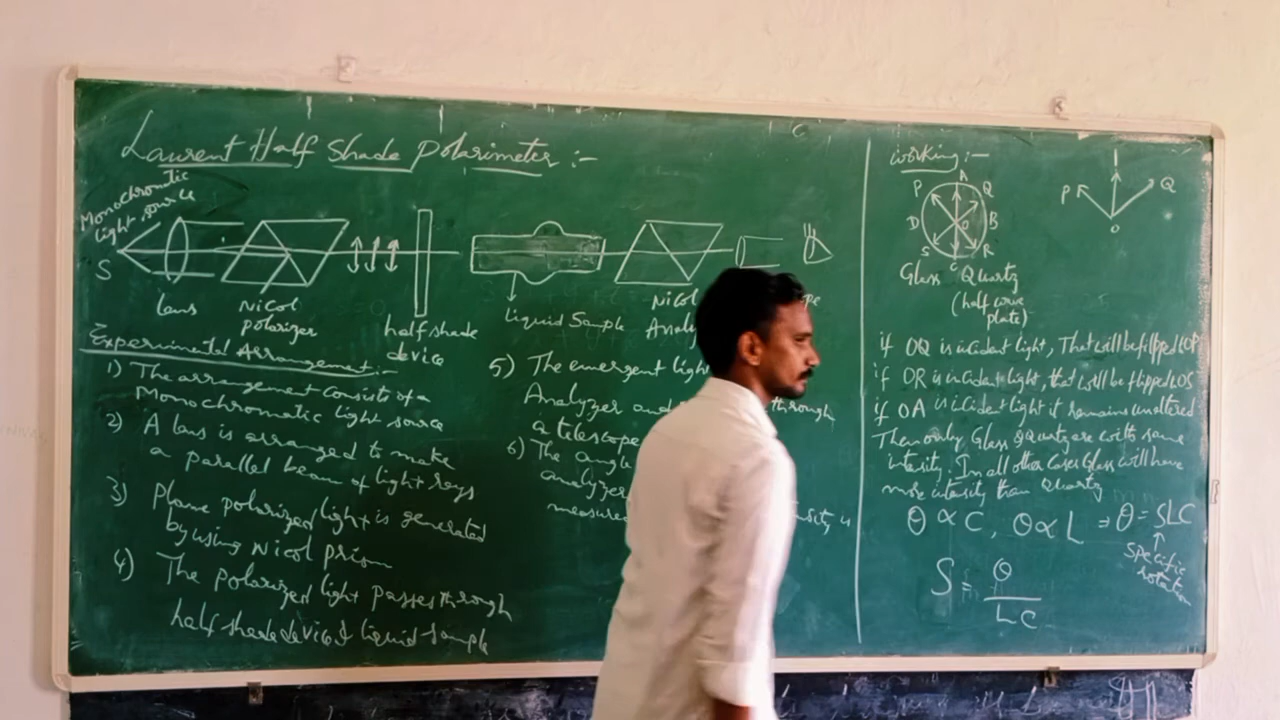 Laurent Half Shade Polarimeter :-
Monochromatic
light source
S
lens
Nicol
polarizer
half shade
device
liquid Sample
Nicol
Experimental Arrangement :-
1) The arrangement consists of a
Monochromatic light source
2) A lens is arranged to make
a parallel beam of light rays
3) Plane polarized light is generated
by using Nicol prism
4) The polarized light passes through
half shade device & liquid sample
5) The emergent
Analyzer and through
a telescope
6) The angle
analyzer
is
working :-
A
P Q
D O B
S R
C
Glass Quartz
(half wave
plate)
P Q
O
if OQ is incident light, That will be flipped OP
if OR is incident light, that will be flipped OS
if OA is incident light it remains unaltered
Then only Glass & Quartz are with same
intensity. In all other cases Glass will have
more intensity than Quartz
θ ∝ C, θ ∝ L ⇒ θ = SLC
Specific
rotation
S = θ / LC